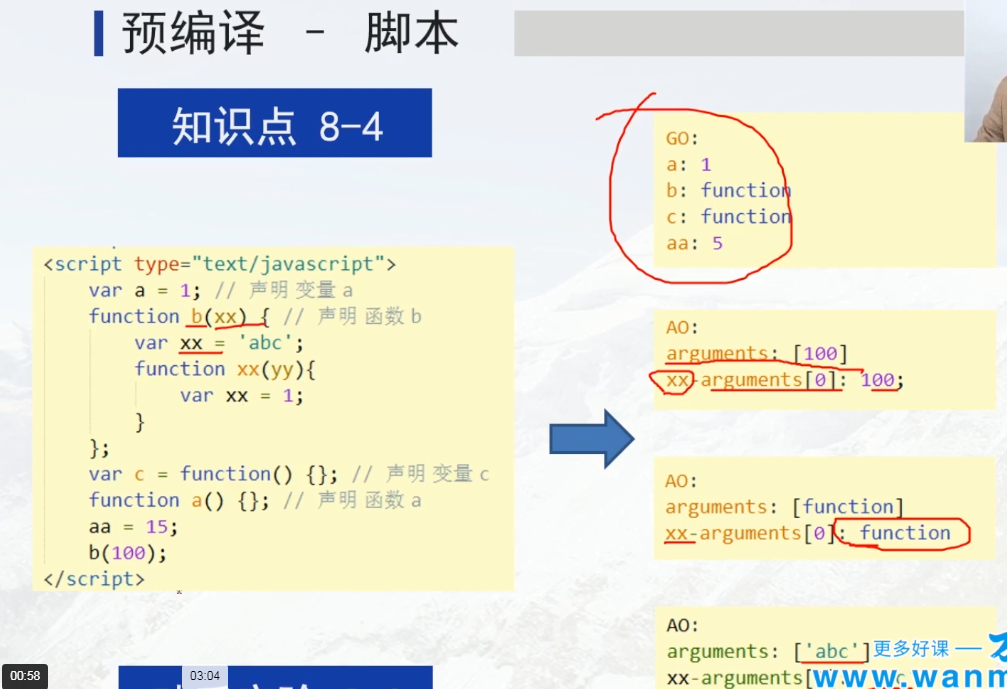 预编译 - 脚本
知识点 8-4
<script type="text/javascript">
var a = 1; // 声明 变量 a
function b(xx) { // 声明 函数 b
var xx = 'abc';
function xx(yy){
var xx = 1;
}
};
var c = function() {}; // 声明 变量 c
function a() {}; // 声明 函数 a
aa = 15;
b(100);
</script>
GO:
a: 1
b: function
c: function
aa: 5
AO:
arguments: [100]
xx-arguments[0]: 100;
AO:
arguments: [function]
xx-arguments[0]: function
AO:
arguments: ['abc']
xx-arguments[
更多好课 —
www.wanm
00:58
03:04